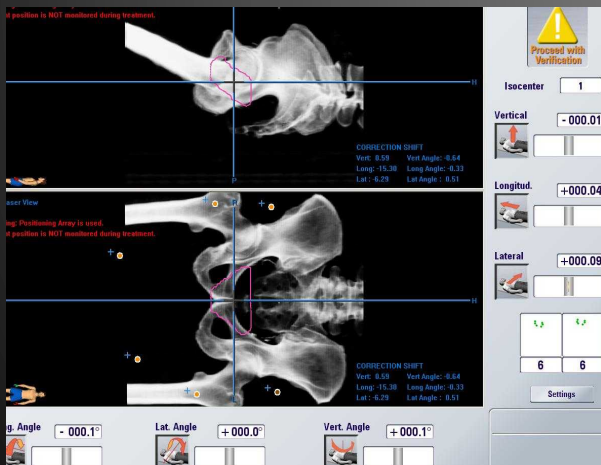 t position is NOT monitored during treatment.
Proceed with
Verification
Isocenter 1
H
Vertical
- 000.01
CORRECTION SHIFT
Vert: 8.59 Vert Angle: -0.64
Long: -15.38 Long Angle: -0.33
Lat : -6.29 Lat Angle : 0.51
P
Longitud.
+000.04
aser View
ng: Positioning Array is used.
t position is NOT monitored during treatment.
R
Lateral
+000.09
H
6 6
CORRECTION SHIFT
Vert: 8.59 Vert Angle: -0.64
Long: -15.38 Long Angle: -0.33
Lat : -6.29 Lat Angle : 0.51
Settings
g. Angle - 000.1°
Lat. Angle +000.0°
Vert. Angle +000.1°